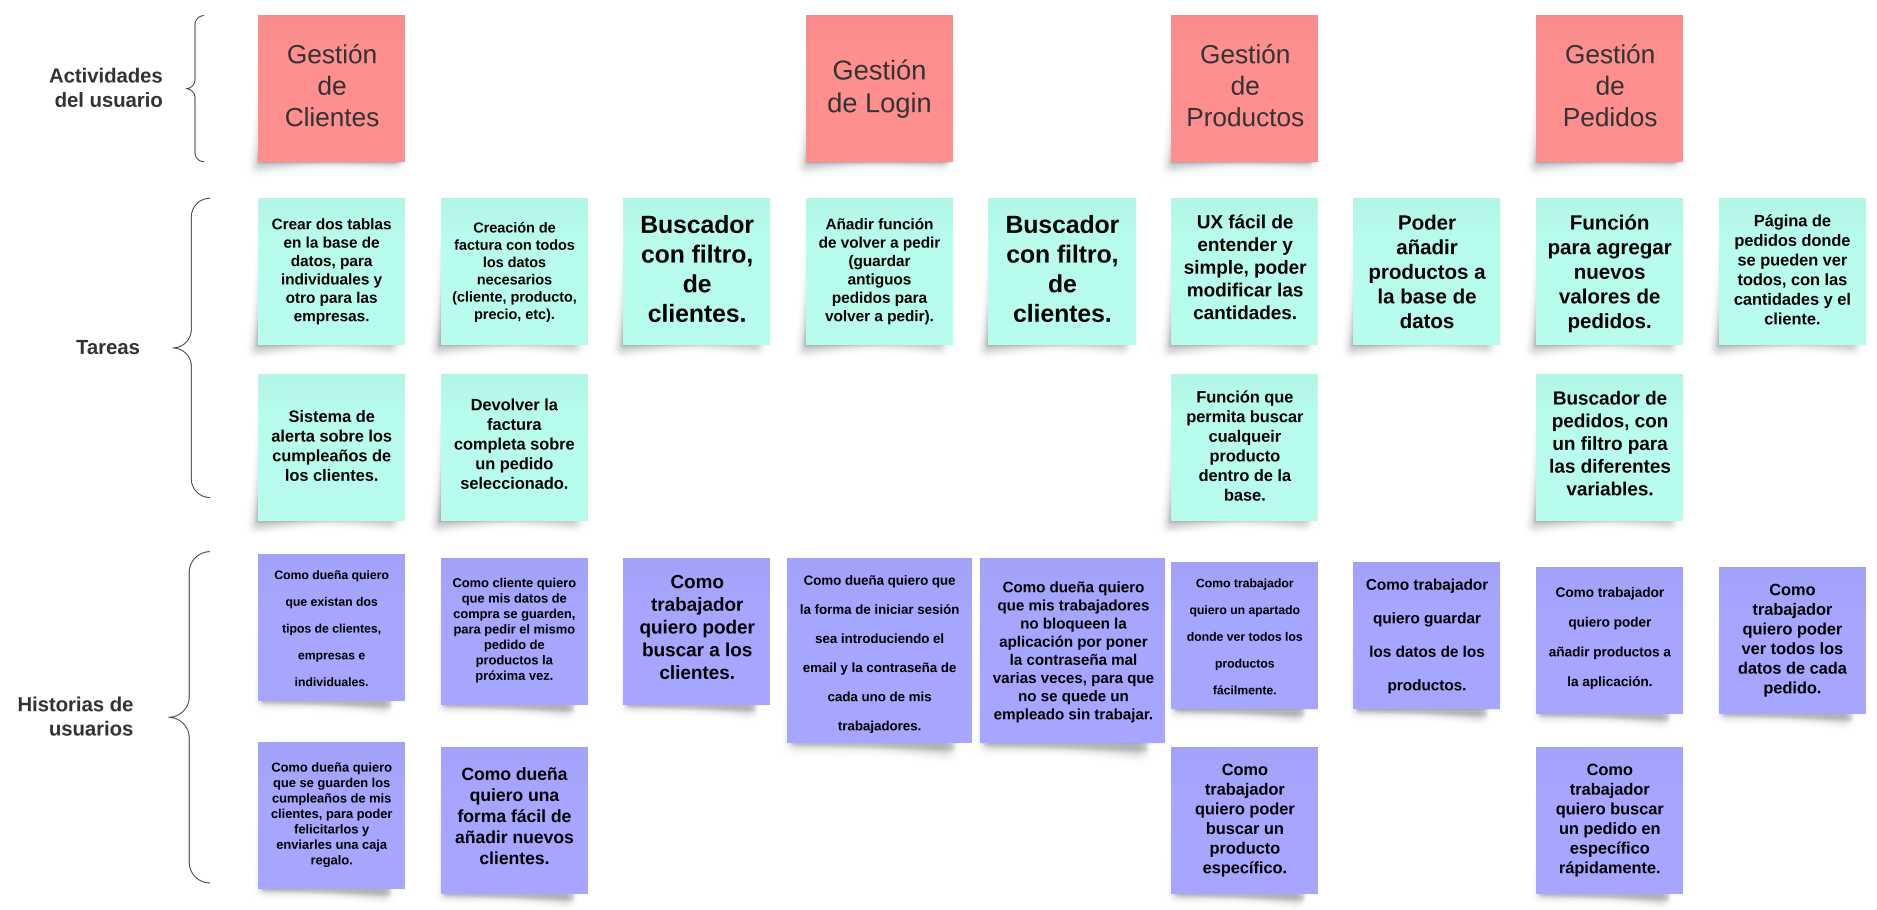 Actividades
del usuario
Gestión
de
Clientes
Gestión
de Login
Gestión
de
Productos
Gestión
de
Pedidos
Tareas
Crear dos tablas
en la base de
datos, para
individuales y
otro para las
empresas.
Creación de
factura con todos
los datos
necesarios
(cliente, producto,
precio, etc).
Buscador
con filtro,
de
clientes.
Añadir función
de volver a pedir
(guardar
antiguos
pedidos para
volver a pedir).
Buscador
con filtro,
de
clientes.
UX fácil de
entender y
simple, poder
modificar las
cantidades.
Poder
añadir
productos a
la base de
datos
Función
para agregar
nuevos
valores de
pedidos.
Página de
pedidos donde
se pueden ver
todos, con las
cantidades y el
cliente.
Sistema de
alerta sobre los
cumpleaños de
los clientes.
Devolver la
factura
completa sobre
un pedido
seleccionado.
Función que
permita buscar
cualqueir
producto
dentro de la
base.
Buscador de
pedidos, con
un filtro para
las diferentes
variables.
Historias de
usuarios
Como dueña quiero
que existan dos
tipos de clientes,
empresas e
individuales.
Como cliente quiero
que mis datos de
compra se guarden,
para pedir el mismo
pedido de
productos la
próxima vez.
Como
trabajador
quiero poder
buscar a los
clientes.
Como dueña quiero que
la forma de iniciar sesión
sea introduciendo el
email y la contraseña de
cada uno de mis
trabajadores.
Como dueña quiero
que mis trabajadores
no bloqueen la
aplicación por poner
la contraseña mal
varias veces, para que
no se quede un
empleado sin trabajar.
Como trabajador
quiero un apartado
donde ver todos los
productos
fácilmente.
Como trabajador
quiero guardar
los datos de los
productos.
Como trabajador
quiero poder
añadir productos a
la aplicación.
Como
trabajador
quiero poder
ver todos los
datos de cada
pedido.
Como dueña quiero
que se guarden los
cumpleaños de mis
clientes, para poder
felicitarlos y
enviarles una caja
regalo.
Como dueña
quiero una
forma fácil de
añadir nuevos
clientes.
Como
trabajador
quiero poder
buscar un
producto
específico.
Como
trabajador
quiero buscar
un pedido en
específico
rápidamente.